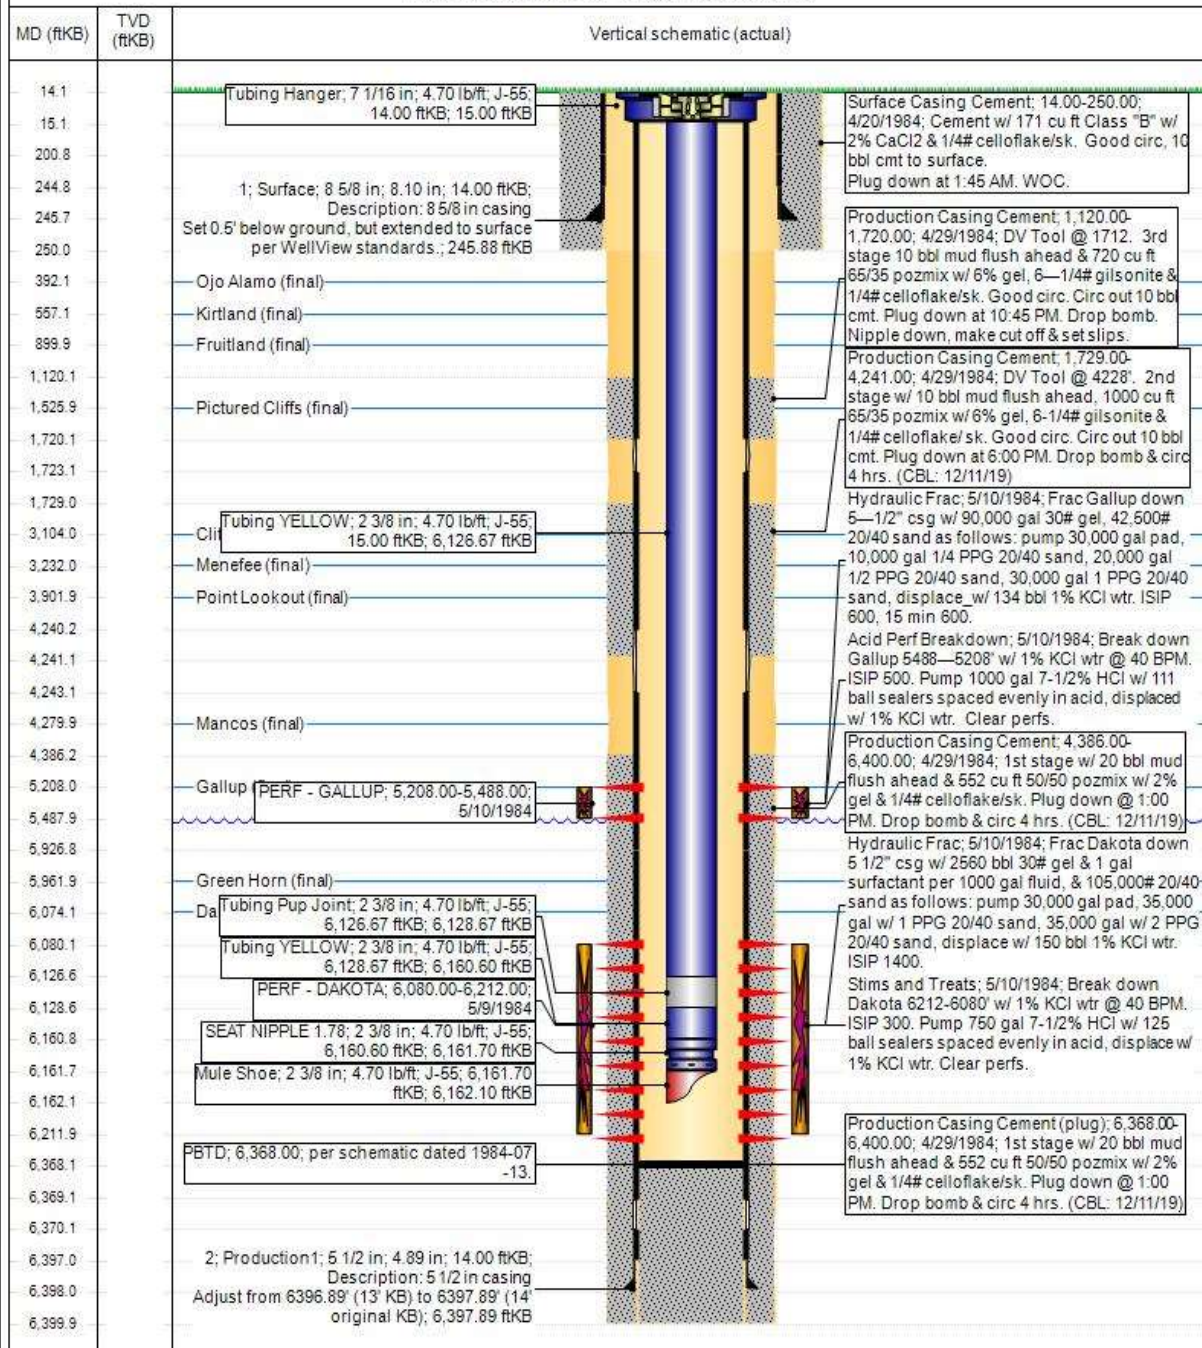 MD (ftKB)
TVD
(ftKB)
Vertical schematic (actual)
14.1
15.1
200.8
244.8
245.7
250.0
392.1
557.1
899.9
1,120.1
1,525.9
1,720.1
1,723.1
1,729.0
3,104.0
3,232.0
3,901.9
4,240.2
4,241.1
4,243.1
4,279.9
4,386.2
5,208.0
5,487.9
5,926.8
5,961.9
6,074.1
6,080.1
6,126.6
6,128.6
6,160.8
6,161.7
6,162.1
6,211.9
6,368.1
6,369.1
6,370.1
6,397.0
6,398.0
6,399.9
Tubing Hanger; 7 1/16 in; 4.70 lb/ft; J-55;
14.00 ftKB; 15.00 ftKB
1; Surface; 8 5/8 in; 8.10 in; 14.00 ftKB;
Description: 8 5/8 in casing
Set 0.5' below ground, but extended to surface
per WellView standards.; 245.88 ftKB
Ojo Alamo (final)
Kirtland (final)
Fruitland (final)
Pictured Cliffs (final)
Tubing YELLOW; 2 3/8 in; 4.70 lb/ft; J-55;
15.00 ftKB; 6,126.67 ftKB
Clif
Menefee (final)
Point Lookout (final)
Mancos (final)
Gallup
PERF - GALLUP; 5,208.00-5,488.00;
5/10/1984
Green Horn (final)
Da
Tubing Pup Joint; 2 3/8 in; 4.70 lb/ft; J-55;
6,126.67 ftKB; 6,128.67 ftKB
Tubing YELLOW; 2 3/8 in; 4.70 lb/ft; J-55;
6,128.67 ftKB; 6,160.60 ftKB
PERF - DAKOTA; 6,080.00-6,212.00;
5/9/1984
SEAT NIPPLE 1.78; 2 3/8 in; 4.70 lb/ft; J-55;
6,160.60 ftKB; 6,161.70 ftKB
Mule Shoe; 2 3/8 in; 4.70 lb/ft; J-55; 6,161.70
ftKB; 6,162.10 ftKB
PBTD; 6,368.00; per schematic dated 1984-07
-13.
2; Production1; 5 1/2 in; 4.89 in; 14.00 ftKB;
Description: 5 1/2 in casing
Adjust from 6396.89' (13' KB) to 6397.89' (14'
original KB); 6,397.89 ftKB
Surface Casing Cement; 14.00-250.00;
4/20/1984; Cement w/ 171 cu ft Class "B" w/
2% CaCl2 & 1/4# celloflake/sk. Good circ, 10
bbl cmt to surface.
Plug down at 1:45 AM. WOC.
Production Casing Cement; 1,120.00-
1,720.00; 4/29/1984; DV Tool @ 1712. 3rd
stage 10 bbl mud flush ahead & 720 cu ft
65/35 pozmix w/ 6% gel, 6—1/4# gilsonite &
1/4# celloflake/sk. Good circ. Circ out 10 bbl
cmt. Plug down at 10:45 PM. Drop bomb.
Nipple down, make cut off & set slips.
Production Casing Cement; 1,729.00-
4,241.00; 4/29/1984; DV Tool @ 4228'. 2nd
stage w/ 10 bbl mud flush ahead, 1000 cu ft
65/35 pozmix w/ 6% gel, 6-1/4# gilsonite &
1/4# celloflake/ sk. Good circ. Circ out 10 bbl
cmt. Plug down at 6:00 PM. Drop bomb & circ
4 hrs. (CBL: 12/11/19)
Hydraulic Frac; 5/10/1984; Frac Gallup down
5—1/2" csg w/ 90,000 gal 30# gel, 42,500#
20/40 sand as follows: pump 30,000 gal pad,
10,000 gal 1/4 PPG 20/40 sand, 20,000 gal
1/2 PPG 20/40 sand, 30,000 gal 1 PPG 20/40
sand, displace_w/ 134 bbl 1% KCl wtr. ISIP
600, 15 min 600.
Acid Perf Breakdown; 5/10/1984; Break down
Gallup 5488—5208' w/ 1% KCl wtr @ 40 BPM.
ISIP 500. Pump 1000 gal 7-1/2% HCl w/ 111
ball sealers spaced evenly in acid, displaced
w/ 1% KCl wtr. Clear perfs.
Production Casing Cement; 4,386.00-
6,400.00; 4/29/1984; 1st stage w/ 20 bbl mud
flush ahead & 552 cu ft 50/50 pozmix w/ 2%
gel & 1/4# celloflake/sk. Plug down @ 1:00
PM. Drop bomb & circ 4 hrs. (CBL: 12/11/19)
Hydraulic Frac; 5/10/1984; Frac Dakota down
5 1/2" csg w/ 2560 bbl 30# gel & 1 gal
surfactant per 1000 gal fluid, & 105,000# 20/40
sand as follows: pump 30,000 gal pad, 35,000
gal w/ 1 PPG 20/40 sand, 35,000 gal w/ 2 PPG
20/40 sand, displace w/ 150 bbl 1% KCl wtr.
ISIP 1400.
Stims and Treats; 5/10/1984; Break down
Dakota 6212-6080' w/ 1% KCl wtr @ 40 BPM.
ISIP 300. Pump 750 gal 7-1/2% HCl w/ 125
ball sealers spaced evenly in acid, displace w/
1% KCl wtr. Clear perfs.
Production Casing Cement (plug); 6,368.00-
6,400.00; 4/29/1984; 1st stage w/ 20 bbl mud
flush ahead & 552 cu ft 50/50 pozmix w/ 2%
gel & 1/4# celloflake/sk. Plug down @ 1:00
PM. Drop bomb & circ 4 hrs. (CBL: 12/11/19)